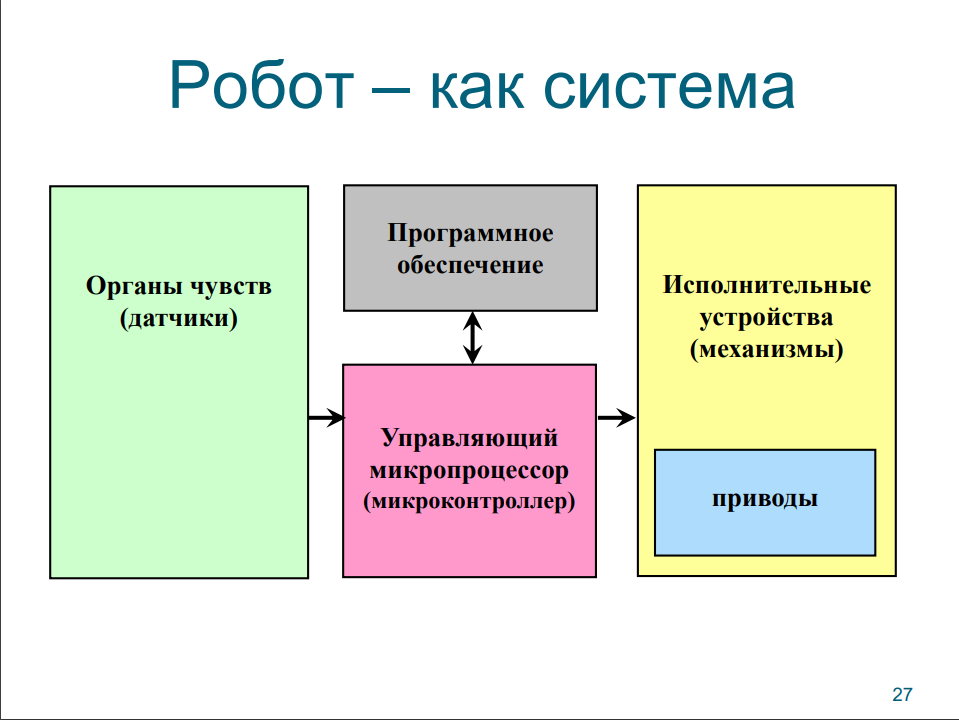 Робот – как система
Органы чувств
(датчики)
Программное
обеспечение
Управляющий
микропроцессор
(микроконтроллер)
Исполнительные
устройства
(механизмы)
приводы
27